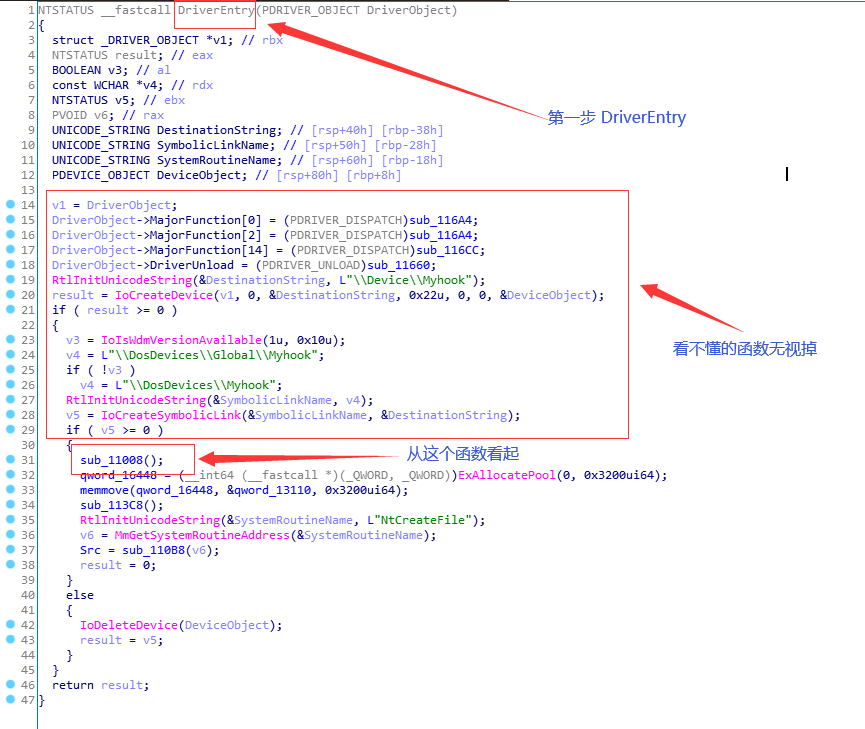 1 NTSTATUS __fastcall DriverEntry(PDRIVER_OBJECT DriverObject)
2 {
3 struct _DRIVER_OBJECT *v1; // rbx
4 NTSTATUS result; // eax
5 BOOLEAN v3; // al
6 const WCHAR *v4; // rdx
7 NTSTATUS v5; // ebx
8 PVOID v6; // rax
第一步 DriverEntry
9 UNICODE_STRING DestinationString; // [rsp+40h] [rbp-38h]
10 UNICODE_STRING SymbolicLinkName; // [rsp+50h] [rbp-28h]
11 UNICODE_STRING SystemRoutineName; // [rsp+60h] [rbp-18h]
12 PDEVICE_OBJECT DeviceObject; // [rsp+80h] [rbp+8h]
13
14 v1 = DriverObject;
15 DriverObject->MajorFunction[0] = (PDRIVER_DISPATCH)sub_116A4;
16 DriverObject->MajorFunction[2] = (PDRIVER_DISPATCH)sub_116A4;
17 DriverObject->MajorFunction[14] = (PDRIVER_DISPATCH)sub_116CC;
18 DriverObject->DriverUnload = (PDRIVER_UNLOAD)sub_11660;
19 RtlInitUnicodeString(&DestinationString, L"\\Device\\Myhook");
20 result = IoCreateDevice(v1, 0, &DestinationString, 0x22u, 0, 0, &DeviceObject);
21 if ( result >= 0 )
22 {
23 v3 = IoIsWdmVersionAvailable(1u, 0x10u);
看不懂的函数无视掉
24 v4 = L"\\DosDevices\\Global\\Myhook";
25 if ( !v3 )
26 v4 = L"\\DosDevices\\Myhook";
27 RtlInitUnicodeString(&SymbolicLinkName, v4);
28 v5 = IoCreateSymbolicLink(&SymbolicLinkName, &DestinationString);
29 if ( v5 >= 0 )
30 {
从这个函数看起
31 sub_11008();
32 qword_16448 = (__int64 (__fastcall *)(_QWORD, _QWORD))ExAllocatePool(0, 0x3200ui64);
33 memmove(qword_16448, &qword_13110, 0x3200ui64);
34 sub_113C8();
35 RtlInitUnicodeString(&SystemRoutineName, L"NtCreateFile");
36 v6 = MmGetSystemRoutineAddress(&SystemRoutineName);
37 Src = sub_110B8(v6);
38 result = 0;
39 }
40 else
41 {
42 IoDeleteDevice(DeviceObject);
43 result = v5;
44 }
45 }
46 return result;
47 }